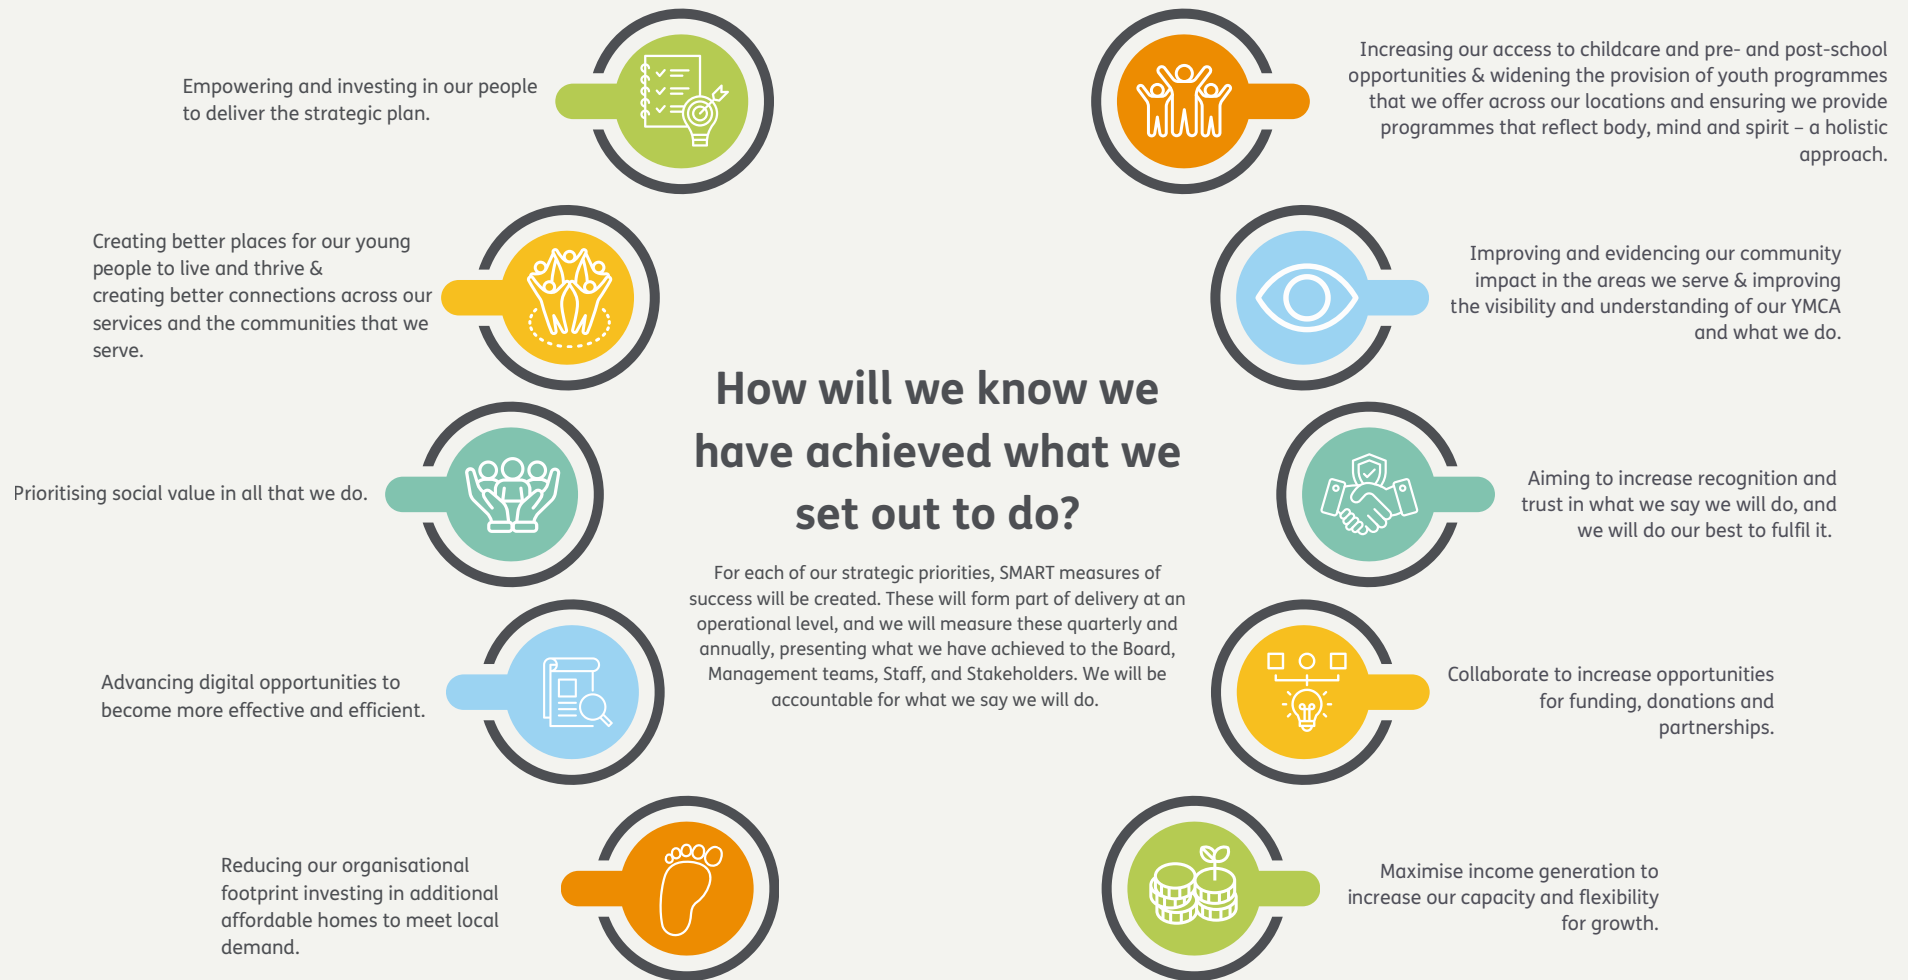 Empowering and investing in our people
to deliver the strategic plan.
Creating better places for our young
people to live and thrive &
creating better connections across our
services and the communities that we
serve.
Prioritising social value in all that we do.
Advancing digital opportunities to
become more effective and efficient.
Reducing our organisational
footprint investing in additional
affordable homes to meet local
demand.
How will we know we
have achieved what we
set out to do?
For each of our strategic priorities, SMART measures of
success will be created. These will form part of delivery at an
operational level, and we will measure these quarterly and
annually, presenting what we have achieved to the Board,
Management teams, Staff, and Stakeholders. We will be
accountable for what we say we will do.
Increasing our access to childcare and pre- and post-school
opportunities & widening the provision of youth programmes
that we offer across our locations and ensuring we provide
programmes that reflect body, mind and spirit – a holistic
approach.
Improving and evidencing our community
impact in the areas we serve & improving
the visibility and understanding of our YMCA
and what we do.
Aiming to increase recognition and
trust in what we say we will do, and
we will do our best to fulfil it.
Collaborate to increase opportunities
for funding, donations and
partnerships.
Maximise income generation to
increase our capacity and flexibility
for growth.